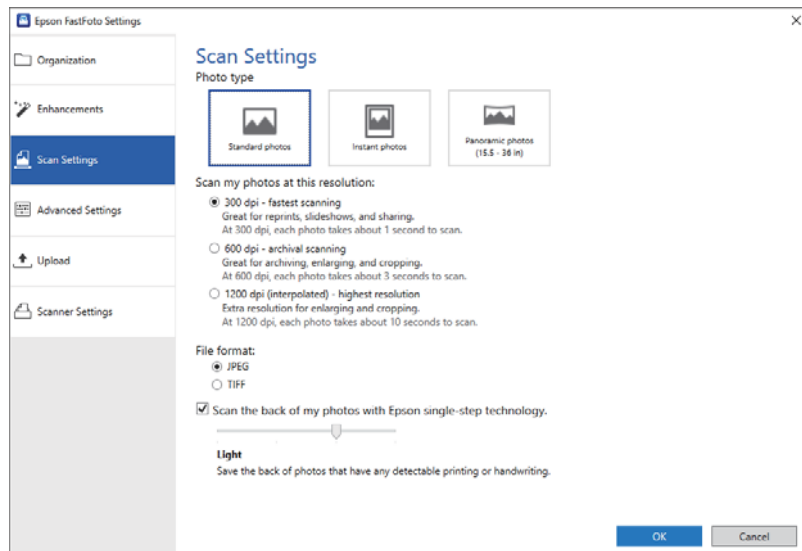 Epson FastFoto Settings
Organization
Enhancements
Scan Settings
Advanced Settings
Upload
Scanner Settings
Scan Settings
Photo type
Standard photos
Instant photos
Panoramic photos
(15.5 - 36 in)
Scan my photos at this resolution:
300 dpi - fastest scanning
Great for reprints, slideshows, and sharing.
At 300 dpi, each photo takes about 1 second to scan.
600 dpi - archival scanning
Great for archiving, enlarging, and cropping.
At 600 dpi, each photo takes about 3 seconds to scan.
1200 dpi (interpolated) - highest resolution
Extra resolution for enlarging and cropping.
At 1200 dpi, each photo takes about 10 seconds to scan.
File format:
JPEG
TIFF
Scan the back of my photos with Epson single-step technology.
Light
Save the back of photos that have any detectable printing or handwriting.
OK
Cancel